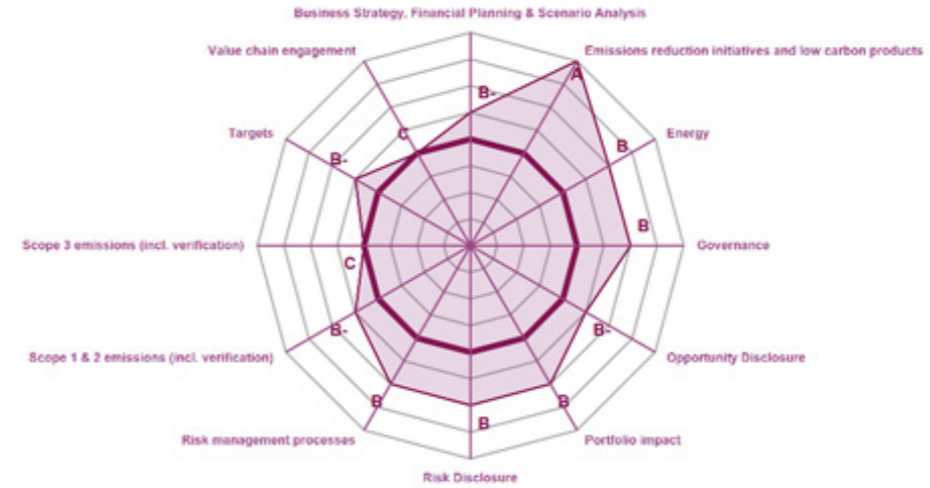 Business Strategy, Financial Planning & Scenario Analysis
Value chain engagement
Emissions reduction initiatives and low carbon products
A
B-
C
Targets
Energy
B
B-
B
Scope 3 emissions (incl. verification)
Governance
C
B-
B-
Scope 1 & 2 emissions (incl. verification)
Opportunity Disclosure
B
B
B
Risk management processes
Portfolio impact
Risk Disclosure